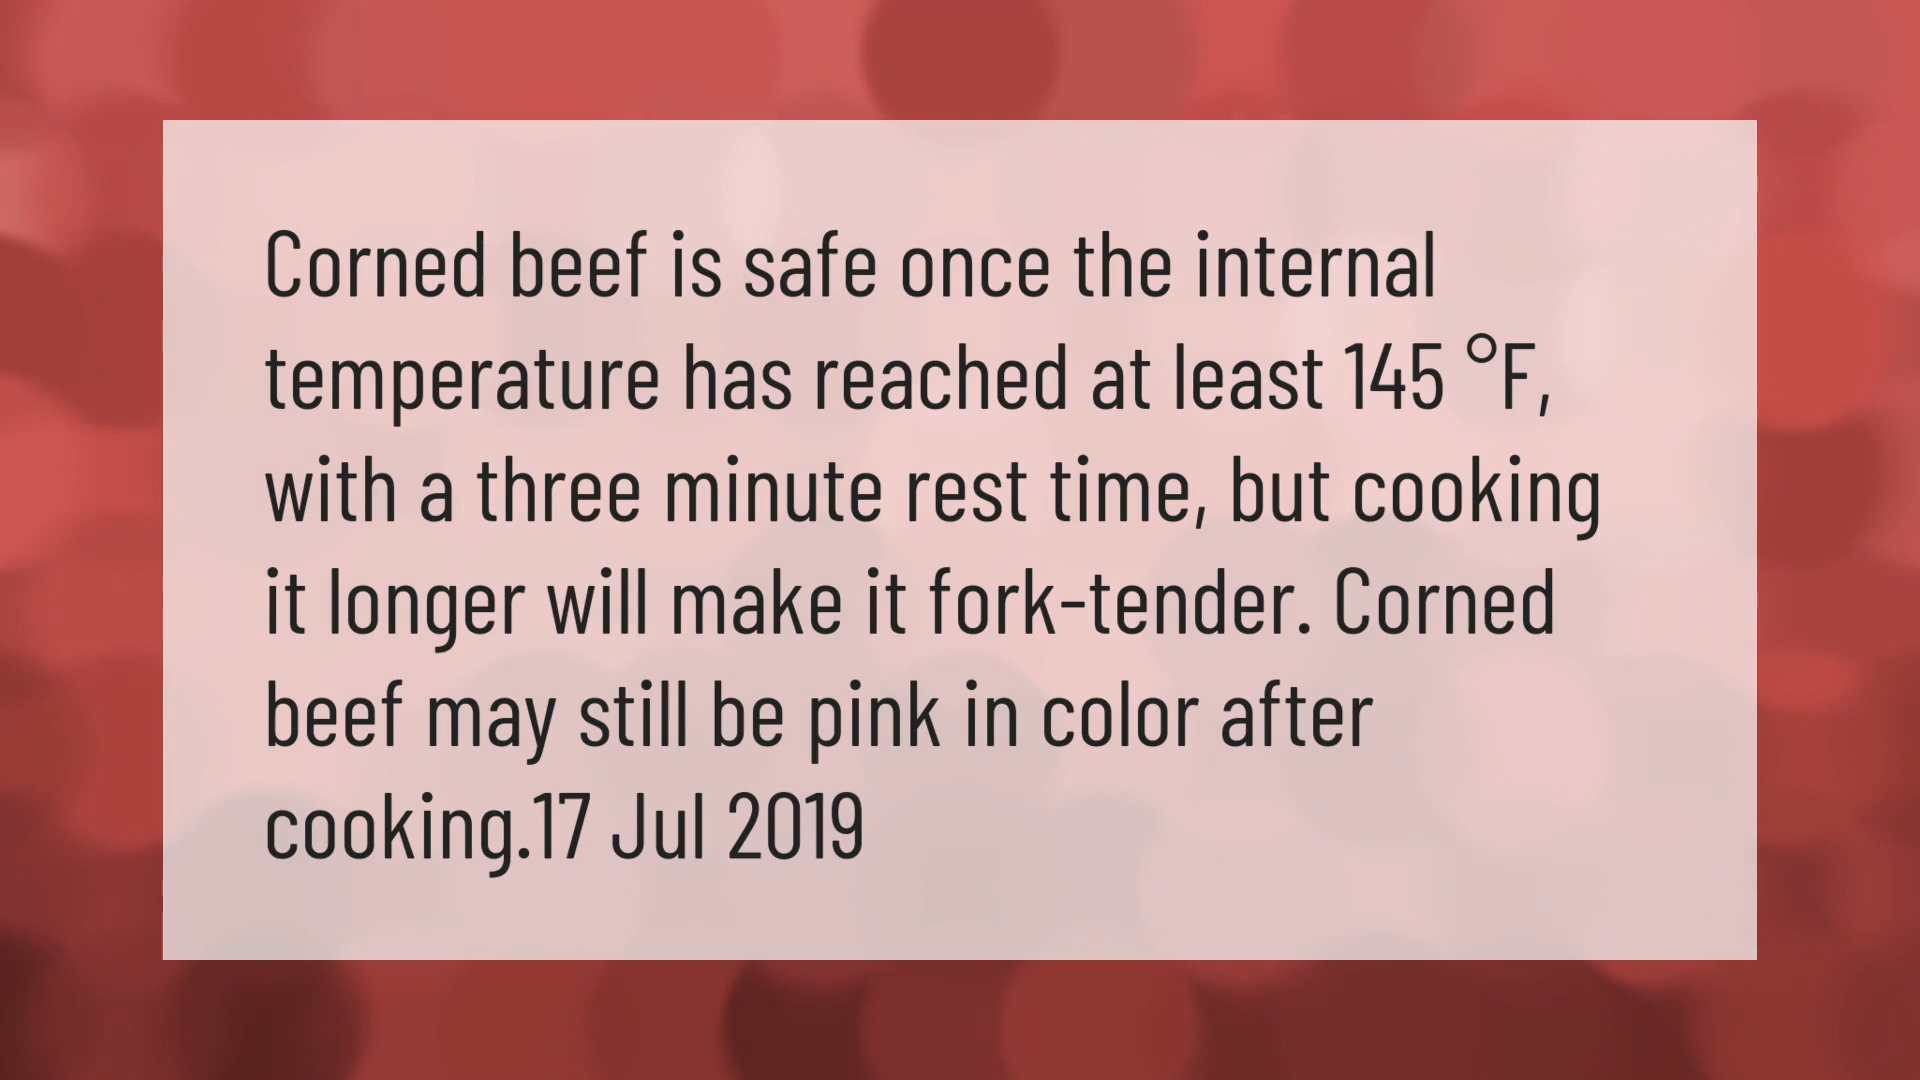 Corned beef is safe once the internal
temperature has reached at least 145 °F,
with a three minute rest time, but cooking
it longer will make it fork-tender. Corned
beef may still be pink in color after
cooking.17 Jul 2019